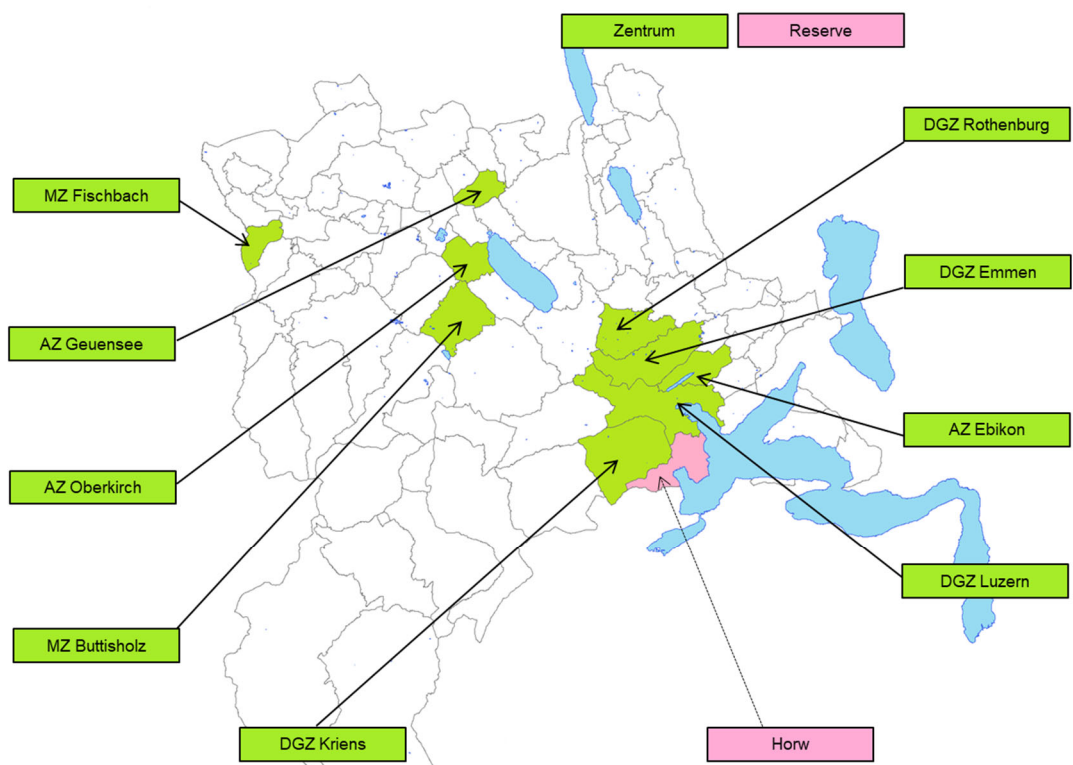 Zentrum
Reserve
DGZ Rothenburg
MZ Fischbach
DGZ Emmen
AZ Geuensee
AZ Ebikon
AZ Oberkirch
DGZ Luzern
MZ Buttisholz
DGZ Kriens
Horw